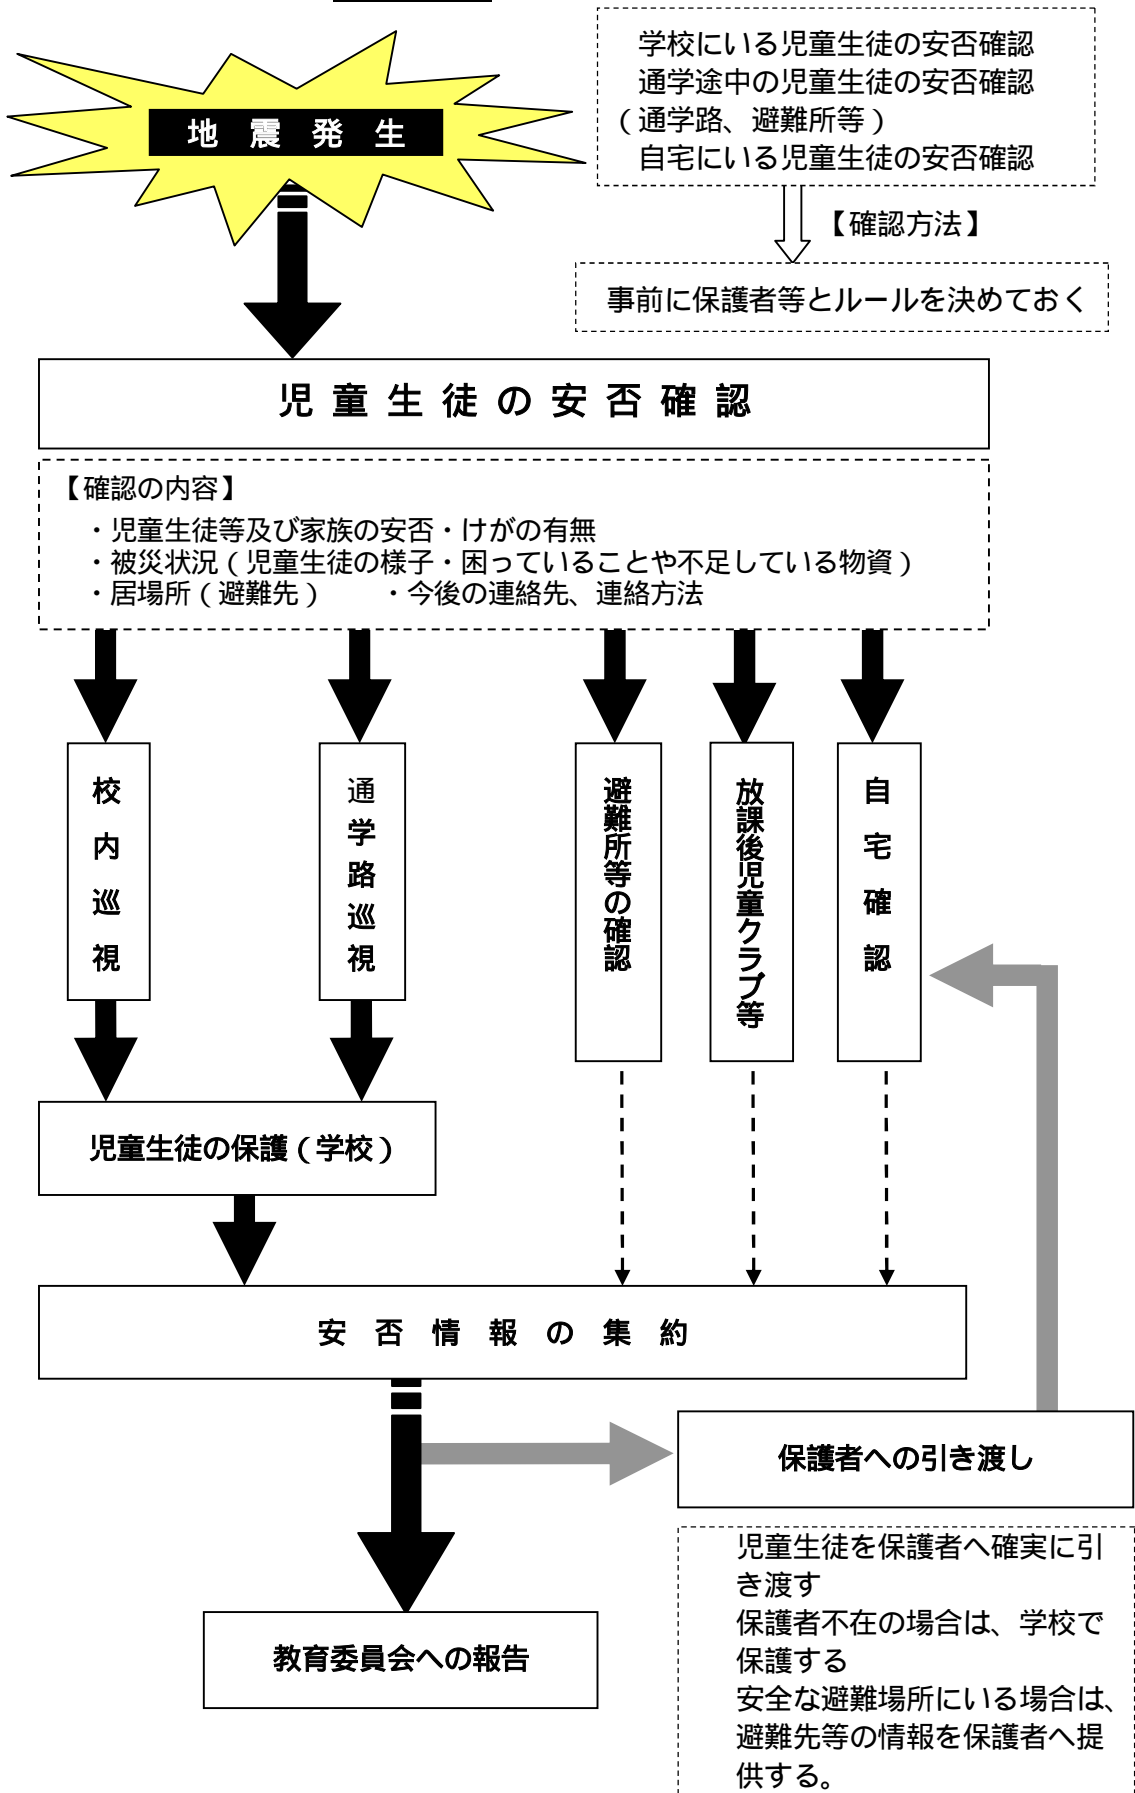 地震発生
学校にいる児童生徒の安否確認
通学途中の児童生徒の安否確認
(通学路、避難所等)
自宅にいる児童生徒の安否確認
【確認方法】
事前に保護者等とルールを決めておく
児童生徒の安否確認
【確認の内容】
・児童生徒等及び家族の安否・けがの有無
・被災状況(児童生徒の様子・困っていることや不足している物資)
・居場所(避難先)　・今後の連絡先、連絡方法
校内巡視
通学路巡視
避難所等の確認
放課後児童クラブ等
自宅確認
児童生徒の保護(学校)
安否情報の集約
保護者への引き渡し
児童生徒を保護者へ確実に引
き渡す
保護者不在の場合は、学校で
保護する
安全な避難場所にいる場合は、
避難先等の情報を保護者へ提
供する。
教育委員会への報告